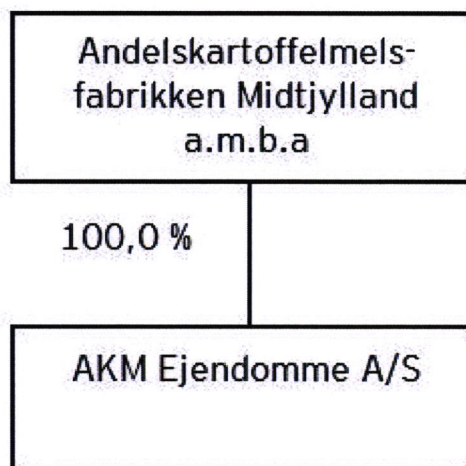 Andelskartoffelmels-
fabrikken Midtjylland
a.m.b.a
100,0 %
AKM Ejendomme A/S